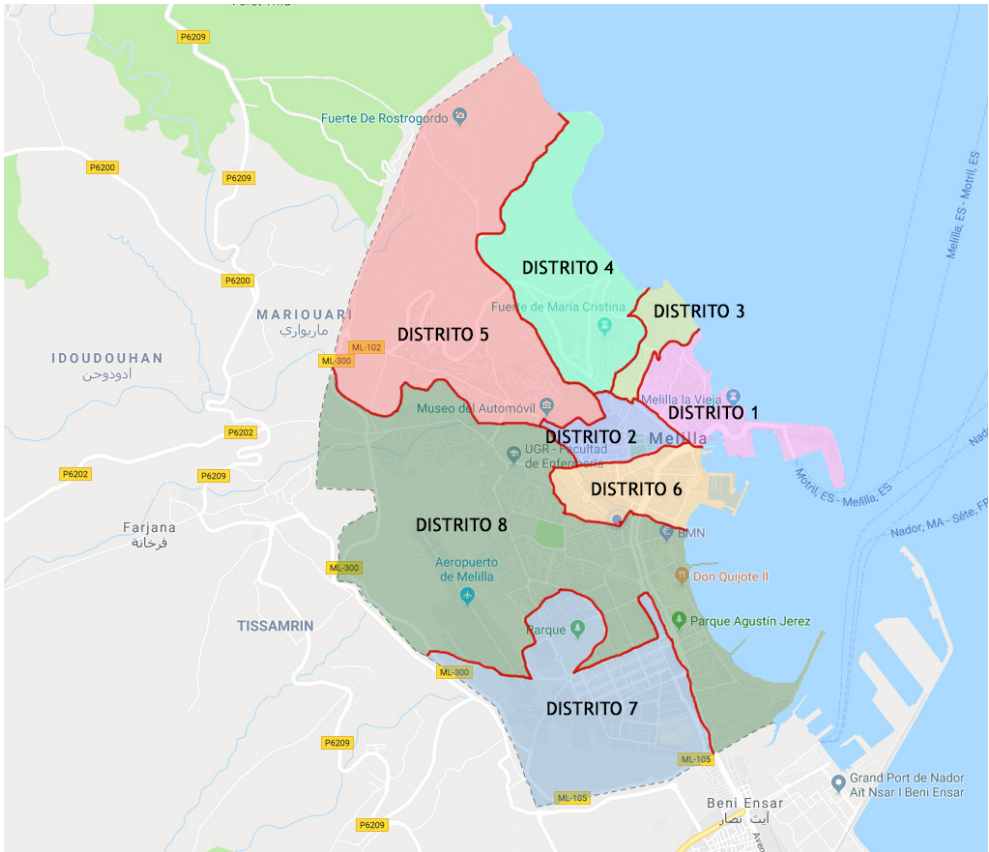 P6209
Fuerte De Rostrogordo
P6200
P6209
Melilla, ES - Motril, ES
DISTRITO 4
P6200
MARIOUARI
ماريواري
Fuerte de María Cristina
DISTRITO 3
DISTRITO 5
ML-102
ML-300
IDOUDOUHAN
ادودوحن
Melilla la Vieja
Museo del Automóvil
DISTRITO 1
P6202
DISTRITO 2
Melilla
UGR - Facultad
de Enfermería
P6202
P6209
Motril, ES - Melilla, ES
DISTRITO 6
Farjana
فرخانة
DISTRITO 8
BMN
Nador, MA - Séte, FR
Aeropuerto
de Melilla
ML-300
Don Quijote II
TISSAMRIN
Parque
Parque Agustín Jerez
ML-300
DISTRITO 7
P6209
ML-105
ML-105
Grand Port de Nador
Ait Nsar I Beni Ensar
Beni Ensar
آيث نصار
P6209